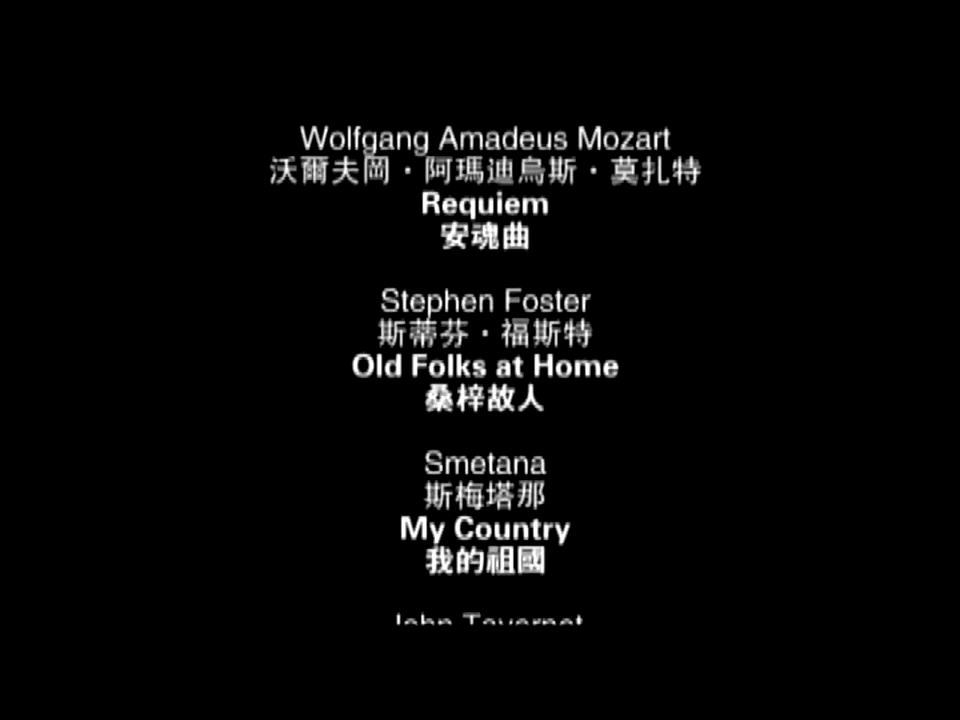 Wolfgang Amadeus Mozart
沃爾夫岡・阿瑪迪烏斯・莫扎特
Requiem
安魂曲
Stephen Foster
斯蒂芬・福斯特
Old Folks at Home
桑梓故人
Smetana
斯梅塔那
My Country
我的祖國
John